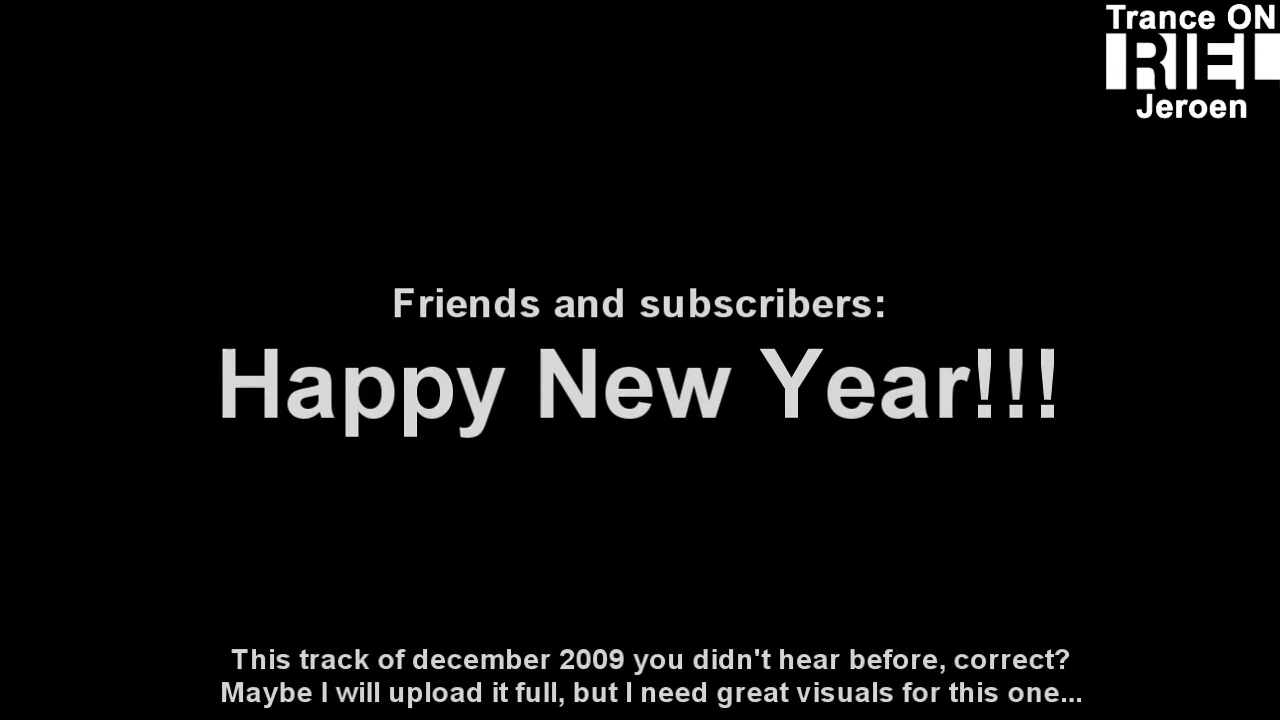 Trance ON
RIEL
Jeroen
Friends and subscribers:
Happy New Year!!!
This track of december 2009 you didn't hear before, correct?
Maybe I will upload it full, but I need great visuals for this one...